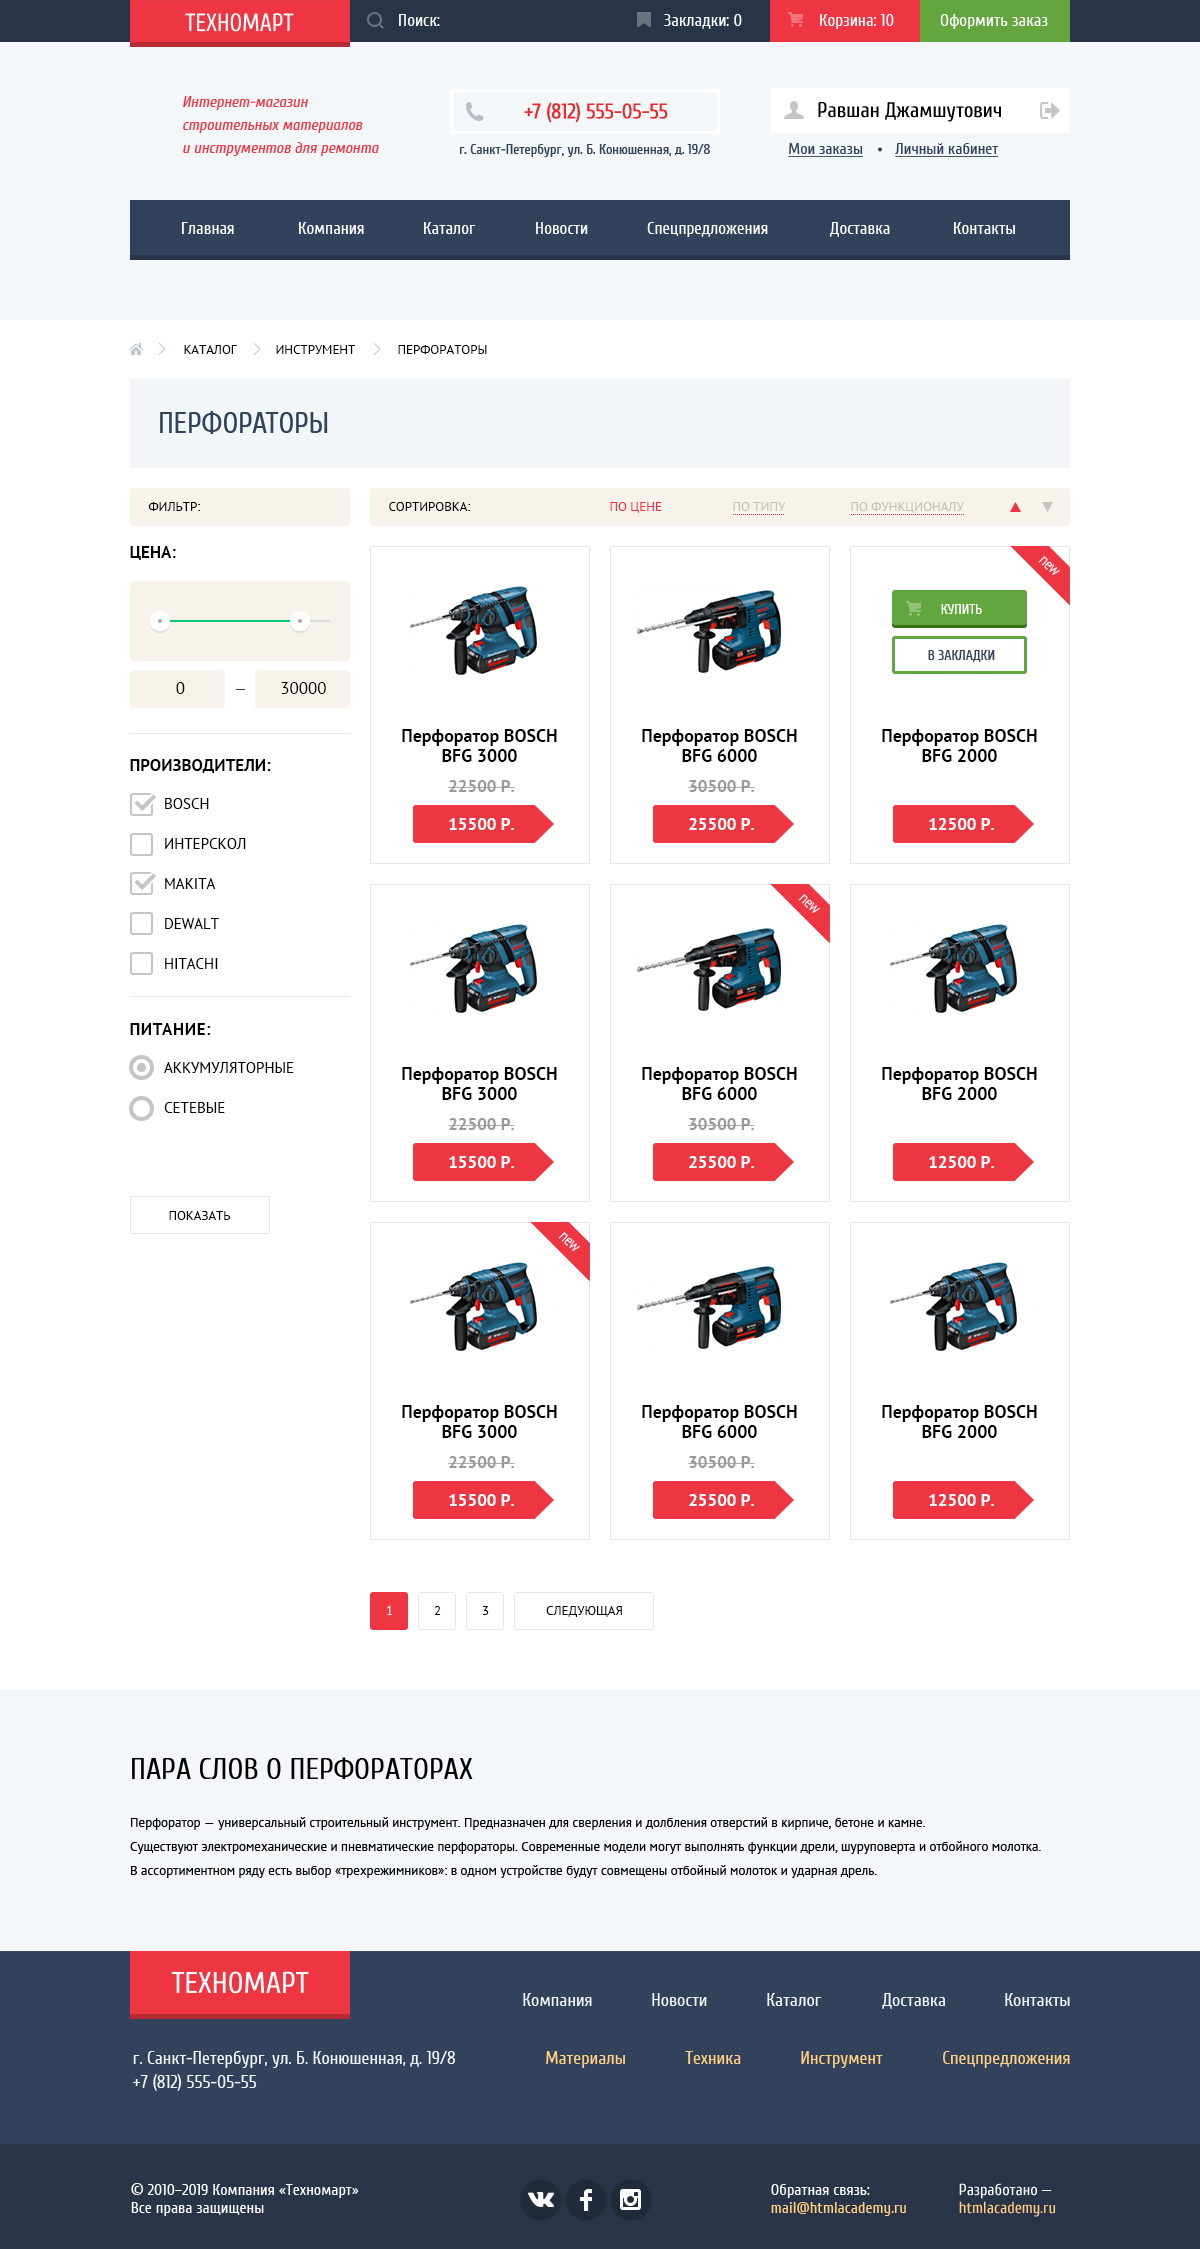 ТЕХНОМАРТ
Поиск:
Закладки: 0
Корзина: 10
Оформить заказ
Интернет-магазин
строительных материалов
и инструментов для ремонта
+7 (812) 555-05-55
г. Санкт-Петербург, ул. Б. Конюшенная, д. 19/8
Равшан Джамшутович
Мои заказы • Личный кабинет
Главная
Компания
Каталог
Новости
Спецпредложения
Доставка
Контакты
КАТАЛОГ
ИНСТРУМЕНТ
ПЕРФОРАТОРЫ
ПЕРФОРАТОРЫ
ФИЛЬТР:
ЦЕНА:
0 – 30000
ПРОИЗВОДИТЕЛИ:
BOSCH
ИНТЕРСКОЛ
MAKITA
DEWALT
HITACHI
ПИТАНИЕ:
АККУМУЛЯТОРНЫЕ
СЕТЕВЫЕ
ПОКАЗАТЬ
СОРТИРОВКА:
ПО ЦЕНЕ
ПО ТИПУ
ПО ФУНКЦИОНАЛУ
Перфоратор BOSCH
BFG 3000
22500 Р.
15500 Р.
Перфоратор BOSCH
BFG 6000
30500 Р.
25500 Р.
new
КУПИТЬ
В ЗАКЛАДКИ
Перфоратор BOSCH
BFG 2000
12500 Р.
Перфоратор BOSCH
BFG 3000
22500 Р.
15500 Р.
new
Перфоратор BOSCH
BFG 6000
30500 Р.
25500 Р.
Перфоратор BOSCH
BFG 2000
12500 Р.
new
Перфоратор BOSCH
BFG 3000
22500 Р.
15500 Р.
Перфоратор BOSCH
BFG 6000
30500 Р.
25500 Р.
Перфоратор BOSCH
BFG 2000
12500 Р.
1
2
3
СЛЕДУЮЩАЯ
ПАРА СЛОВ О ПЕРФОРАТОРАХ
Перфоратор — универсальный строительный инструмент. Предназначен для сверления и долбления отверстий в кирпиче, бетоне и камне.
Существуют электромеханические и пневматические перфораторы. Современные модели могут выполнять функции дрели, шуруповерта и отбойного молотка.
В ассортиментном ряду есть выбор «трехрежимников»: в одном устройстве будут совмещены отбойный молоток и ударная дрель.
ТЕХНОМАРТ
г. Санкт-Петербург, ул. Б. Конюшенная, д. 19/8
+7 (812) 555-05-55
Компания
Новости
Каталог
Доставка
Контакты
Материалы
Техника
Инструмент
Спецпредложения
© 2010–2019 Компания «Техномарт»
Все права защищены
Обратная связь:
mail@htmlacademy.ru
Разработано —
htmlacademy.ru